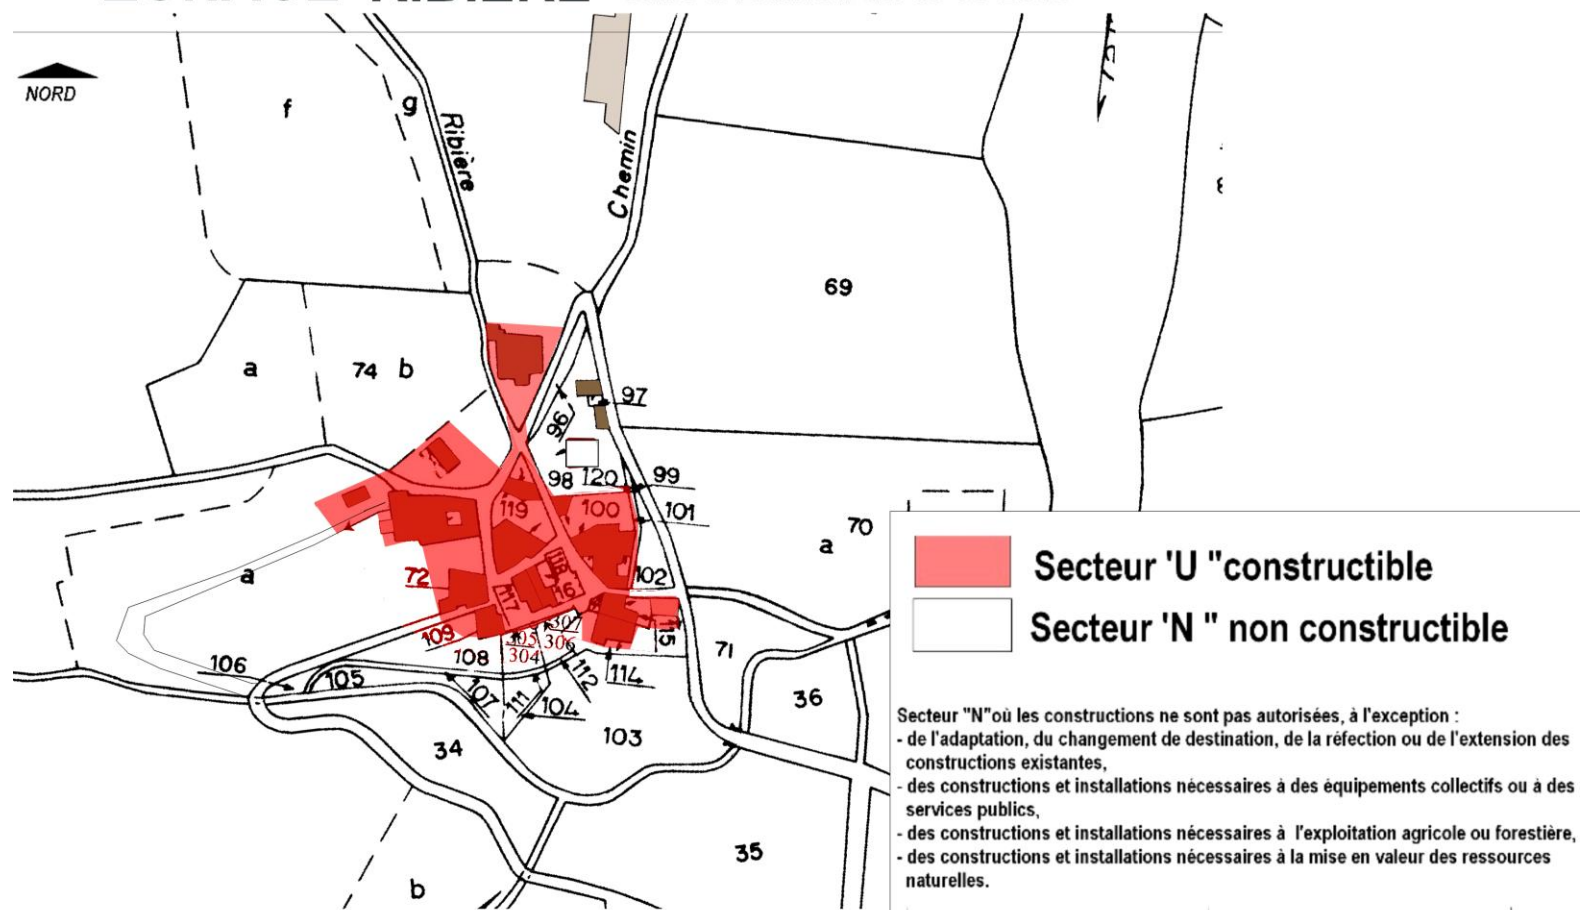 NORD
f
g
Ribière
Chemin
69
a
74
b
97
96
98
120
99
119
100
101
70
a
72
a
118
116
117
102
115
109
305
307
304
306
108
71
106
105
107
111
112
114
104
103
36
34
35
b
Secteur 'U "constructible
Secteur 'N " non constructible
Secteur "N"où les constructions ne sont pas autorisées, à l'exception :
- de l'adaptation, du changement de destination, de la réfection ou de l'extension des
constructions existantes,
- des constructions et installations nécessaires à des équipements collectifs ou à des
services publics,
- des constructions et installations nécessaires à l'exploitation agricole ou forestière,
- des constructions et installations nécessaires à la mise en valeur des ressources
naturelles.